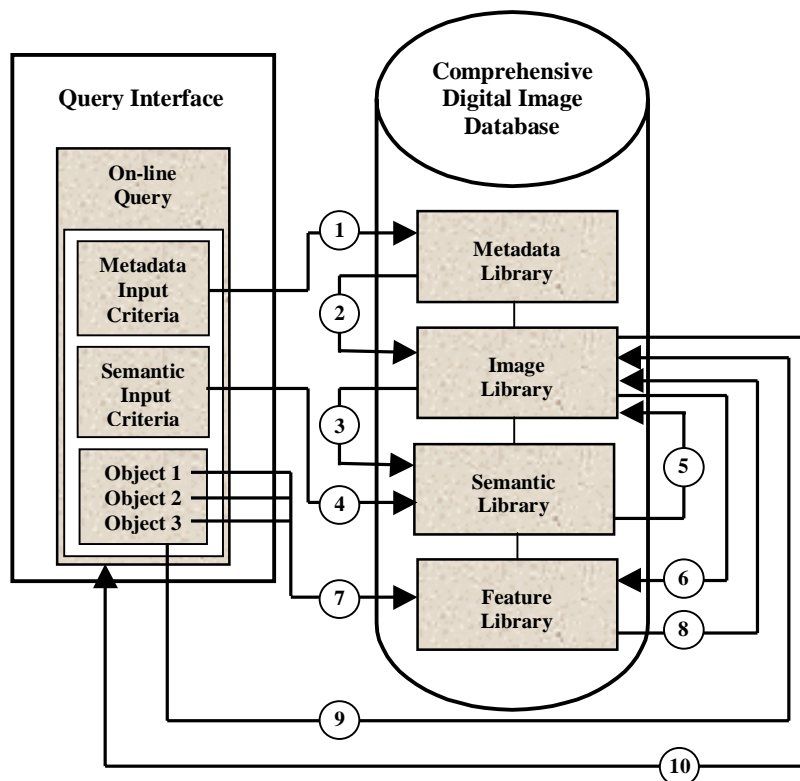 Query Interface
On-line
Query
Metadada
Input
Criteria
Semantic
Input
Criteria
Object 1
Object 2
Object 3
Comprehensive
Digital Image
Database
Metadata
Library
Image
Library
Semantic
Library
Feature
Library
1
2
3
4
5
6
7
8
9
10